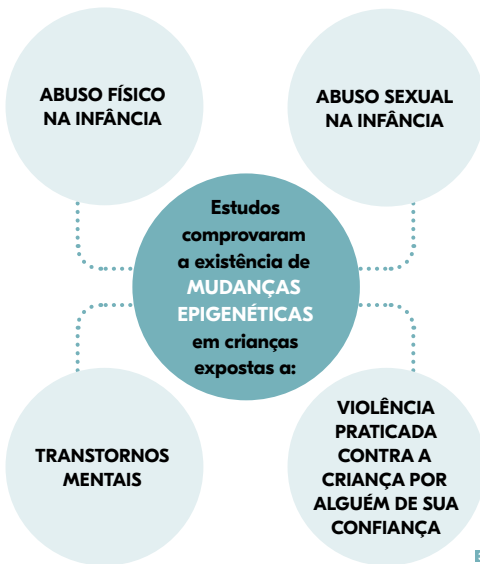 ABUSO FÍSICO
NA INFÂNCIA
ABUSO SEXUAL
NA INFÂNCIA
Estudos
comprovaram
a existência de
MUDANÇAS
EPIGENÉTICAS
em crianças
expostas a:
TRANSTORNOS
MENTAIS
VIOLÊNCIA
PRATICADA
CONTRA A
CRIANÇA POR
ALGUÉM DE SUA
CONFIANÇA